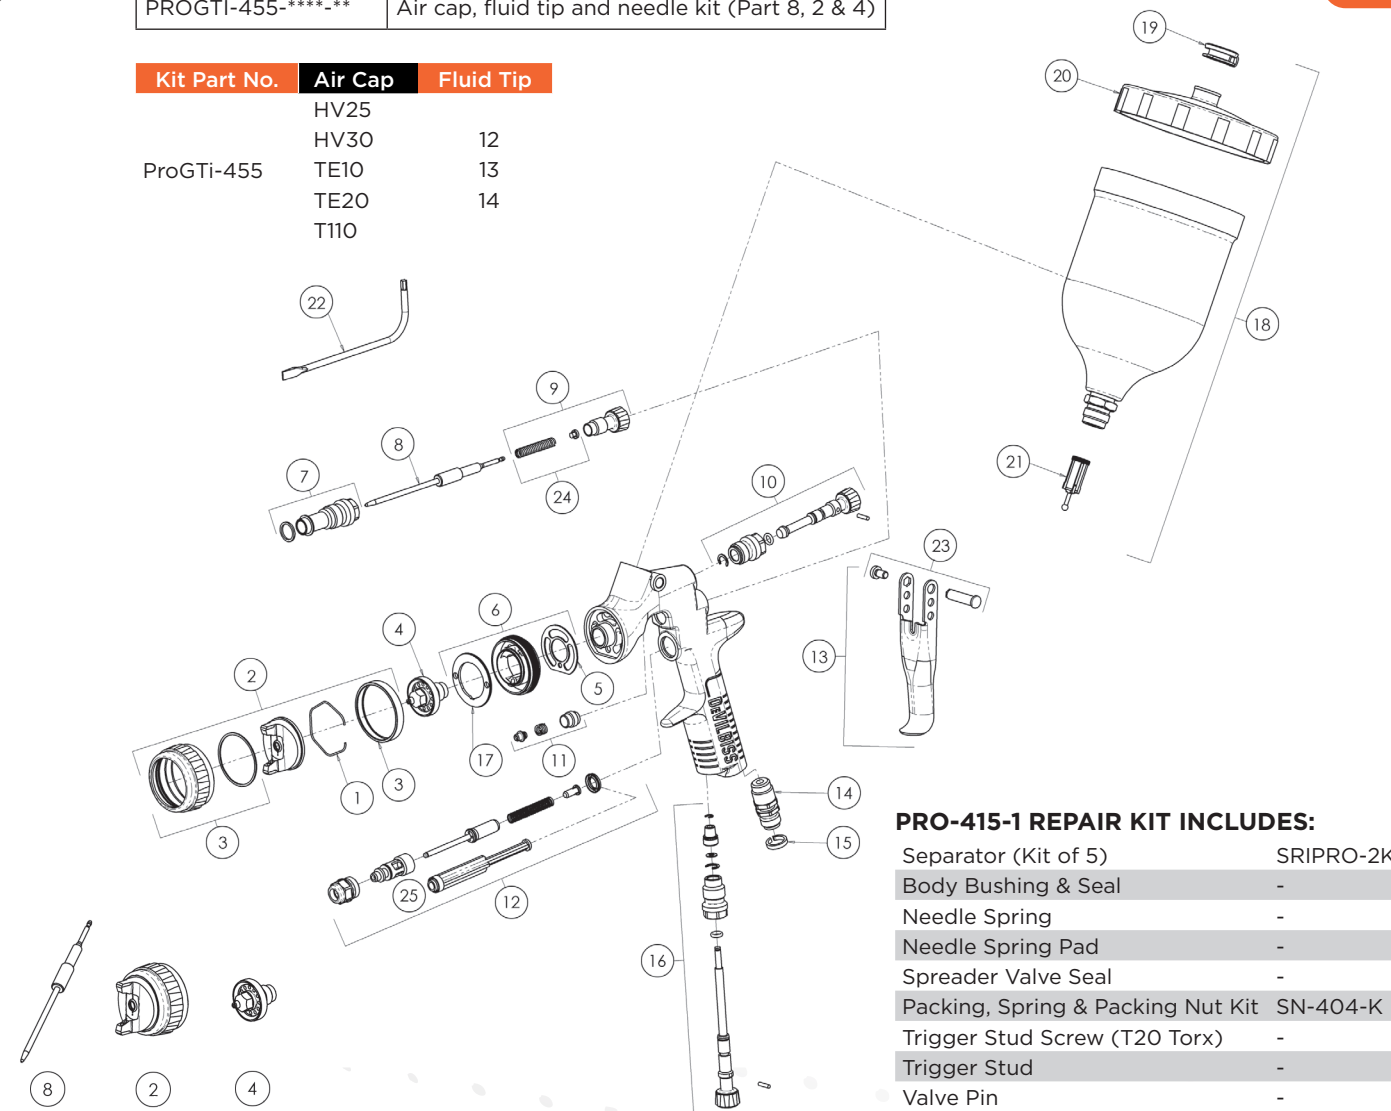 PROGTI-455-****-** Air cap, fluid tip and needle kit (Part 8, 2 & 4)
Kit Part No. Air Cap Fluid Tip
HV25
HV30 12
ProGTi-455 TE10 13
TE20 14
T110
19
20
22
18
9
8
7
24
10
21
23
6
4
2
5
13
17
11
1
3
3
DEVILBISS
14
15
25
12
16
8
2
4
PRO-415-1 REPAIR KIT INCLUDES:
Separator (Kit of 5) SRIPRO-2K
Body Bushing & Seal -
Needle Spring -
Needle Spring Pad -
Spreader Valve Seal -
Packing, Spring & Packing Nut Kit SN-404-K
Trigger Stud Screw (T20 Torx) -
Trigger Stud -
Valve Pin -